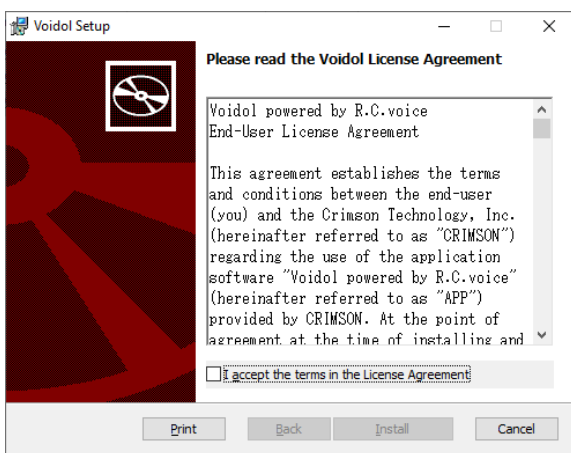 Voidol Setup
Please read the Voidol License Agreement
Voidol powered by R.C.voice
End-User License Agreement
This agreement establishes the terms
and conditions between the end-user
(you) and the Crimson Technology, Inc.
(hereinafter referred to as "CRIMSON")
regarding the use of the application
software "Voidol powered by R.C.voice"
(hereinafter referred to as "APP")
provided by CRIMSON. At the point of
agreement at the time of installing and
I accept the terms in the License Agreement
Print
Back
Install
Cancel